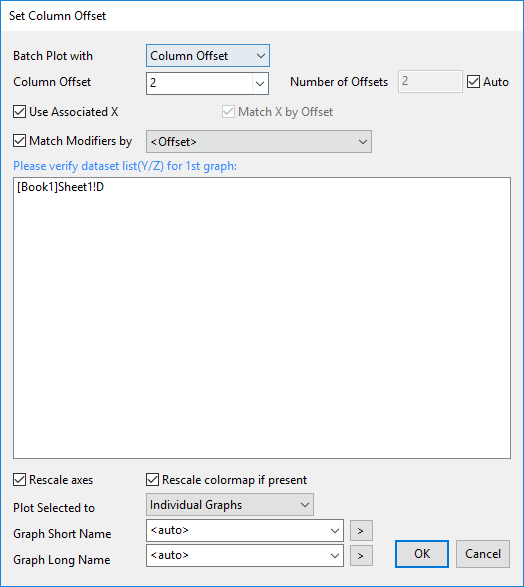 Set Column Offset
Batch Plot with Column Offset
Column Offset 2 Number of Offsets 2 Auto
Use Associated X Match X by Offset
Match Modifiers by <Offset>
Please verify dataset list(Y/Z) for 1st graph:
[Book1]Sheet1!D
Rescale axes Rescale colormap if present
Plot Selected to Individual Graphs
Graph Short Name <auto> >
Graph Long Name <auto> >
OK Cancel